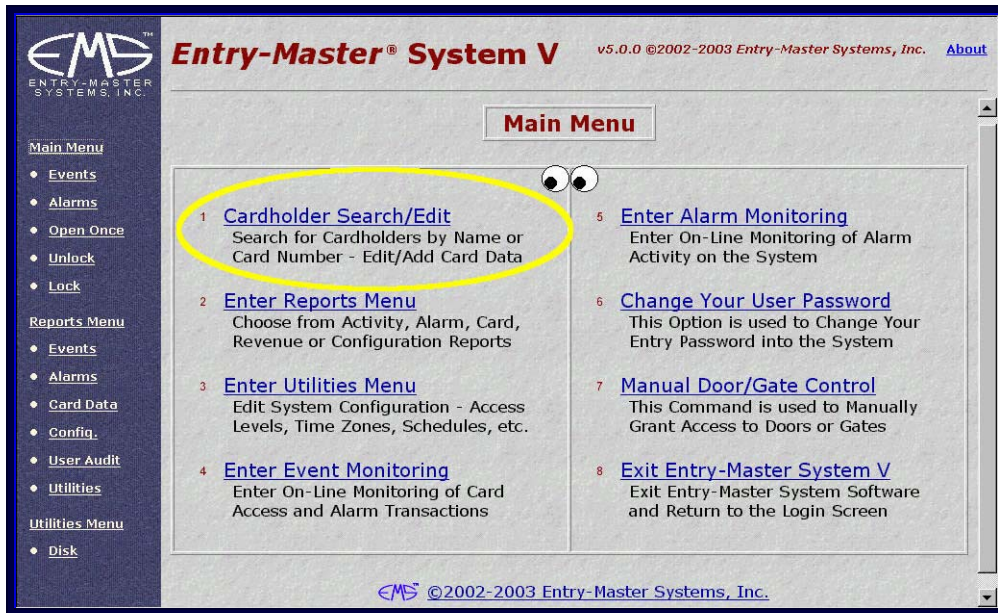 EMS TM
ENTRY-MASTER
SYSTEMS, INC.
Entry-Master® System V
v5.0.0 ©2002-2003 Entry-Master Systems, Inc.
About
Main Menu
Events
Alarms
Open Once
Unlock
Lock
Reports Menu
Events
Alarms
Card Data
Config.
User Audit
Utilities
Utilities Menu
Disk
Main Menu
1 Cardholder Search/Edit
Search for Cardholders by Name or
Card Number - Edit/Add Card Data
2 Enter Reports Menu
Choose from Activity, Alarm, Card,
Revenue or Configuration Reports
3 Enter Utilities Menu
Edit System Configuration - Access
Levels, Time Zones, Schedules, etc.
4 Enter Event Monitoring
Enter On-Line Monitoring of Card
Access and Alarm Transactions
5 Enter Alarm Monitoring
Enter On-Line Monitoring of Alarm
Activity on the System
6 Change Your User Password
This Option is used to Change Your
Entry Password into the System
7 Manual Door/Gate Control
This Command is used to Manually
Grant Access to Doors or Gates
8 Exit Entry-Master System V
Exit Entry-Master System Software
and Return to the Login Screen
EMS ©2002-2003 Entry-Master Systems, Inc.